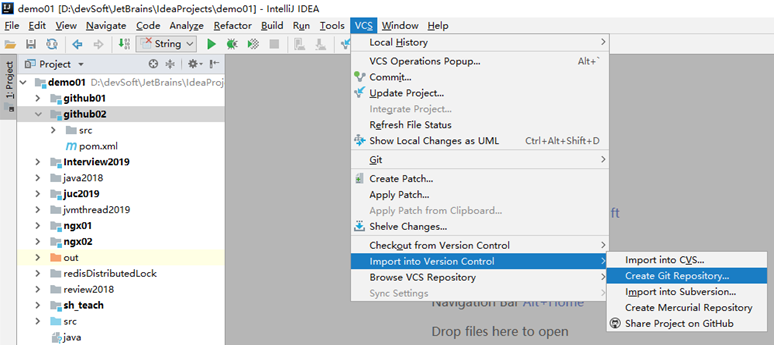 demo01 [D:\devSoft\JetBrains\IdeaProjects\demo01] - IntelliJ IDEA
File Edit View Navigate Code Analyze Refactor Build Run Tools VCS Window Help
String
1: Project
Project
demo01 D:\devSoft\JetBrains\IdeaProj
github01
github02
src
pom.xml
Interview2019
java2018
juc2019
jvmthread2019
ngx01
ngx02
out
redisDistributedLock
review2018
sh_teach
src
java
Local History
VCS Operations Popup... Alt+`
Commit...
Update Project...
Integrate Project...
Refresh File Status
Show Local Changes as UML Ctrl+Alt+Shift+D
Git
Create Patch...
Apply Patch...
Apply Patch from Clipboard...
Shelve Changes...
Checkout from Version Control
Import into Version Control
Browse VCS Repository
Sync Settings
Import into CVS...
Create Git Repository...
Import into Subversion...
Create Mercurial Repository
Share Project on GitHub
ft
Navigation Bar Alt+Home
Drop files here to open